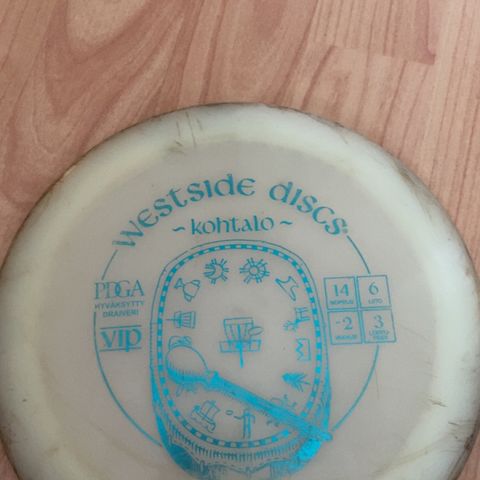 westside discs
~ kohtalo ~
PDGA
HYVÄKSYTTY
DRAIVERI
VIP
14 6
NOPEUS LIITO
-2 3
VAKAUS LOPPU-
FEIDI